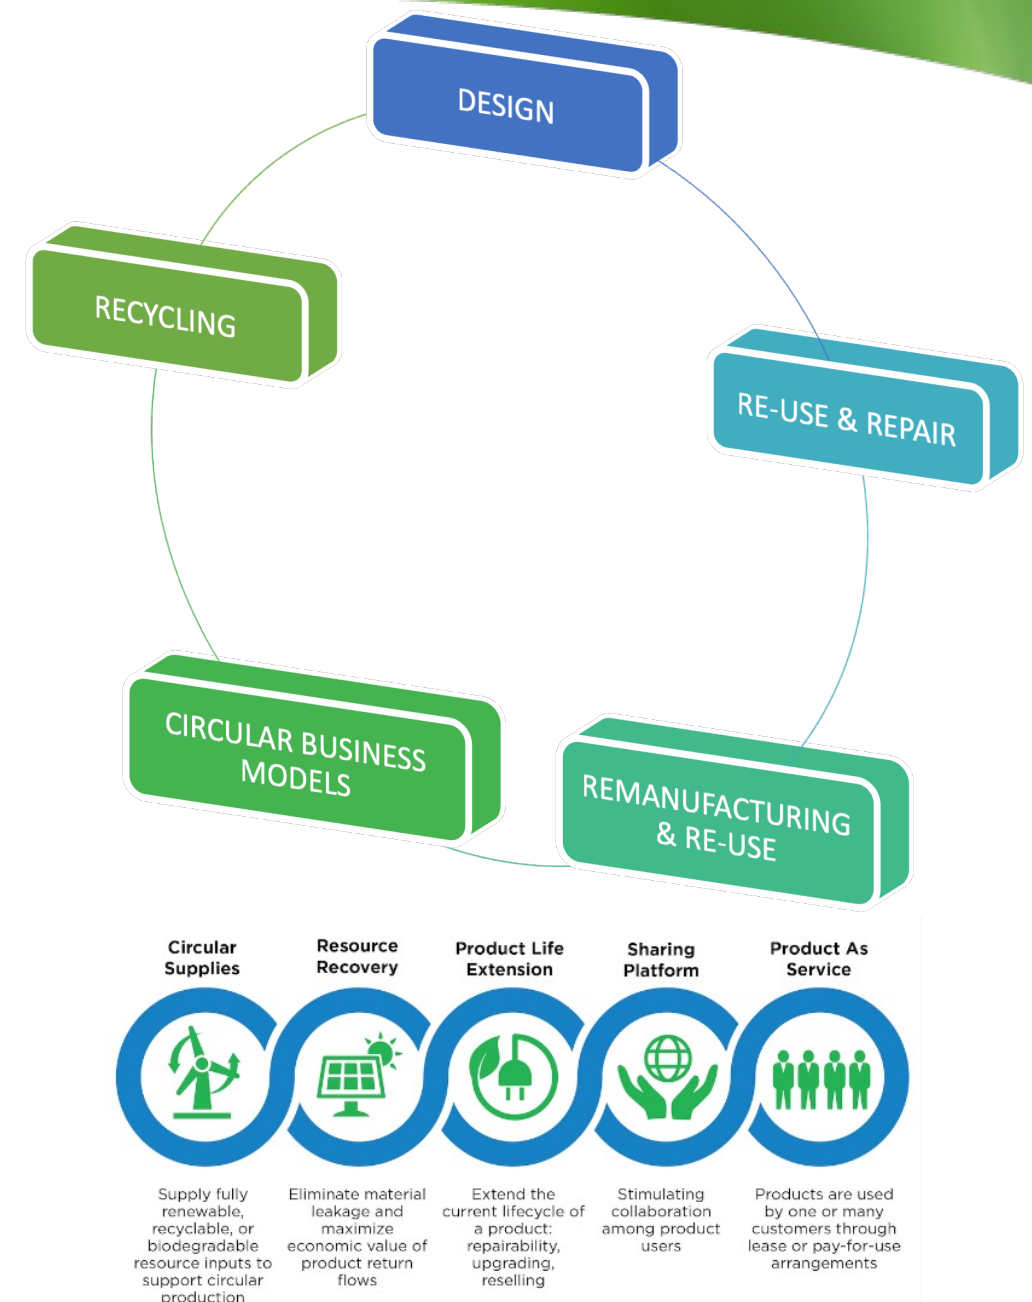 DESIGN
RECYCLING
RE-USE & REPAIR
CIRCULAR BUSINESS
MODELS
REMANUFACTURING
& RE-USE
Circular
Supplies
Resource
Recovery
Product Life
Extension
Sharing
Platform
Product As
Service
Supply fully
renewable,
recyclable, or
biodegradable
resource inputs to
support circular
production
Eliminate material
leakage and
maximize
economic value of
product return
flows
Extend the
current lifecycle of
a product:
repairability,
upgrading,
reselling
Stimulating
collaboration
among product
users
Products are used
by one or many
customers through
lease or pay-for-use
arrangements